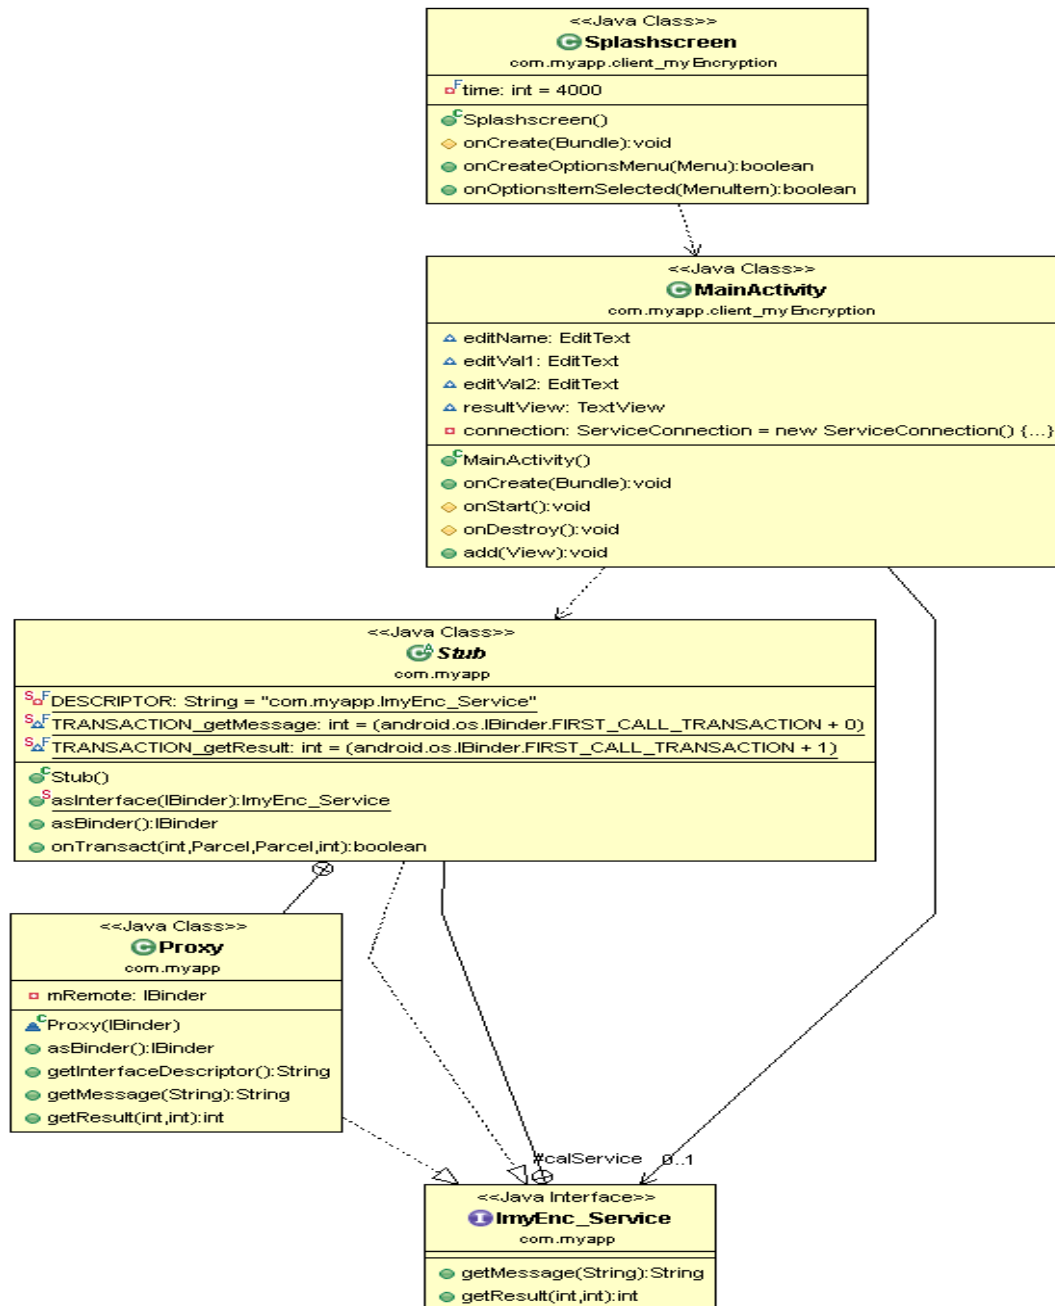 <<Java Class>>
Splashscreen
com.myapp.client_myEncryption
time: int = 4000
Splashscreen()
onCreate(Bundle):void
onCreateOptionsMenu(Menu):boolean
onOptionsItemSelected(MenuItem):boolean
<<Java Class>>
MainActivity
com.myapp.client_myEncryption
editName: EditText
editVal1: EditText
editVal2: EditText
resultView: TextView
connection: ServiceConnection = new ServiceConnection() {...}
MainActivity()
onCreate(Bundle):void
onStart():void
onDestroy():void
add(View):void
<<Java Class>>
Stub
com.myapp
DESCRIPTOR: String = "com.myapp.ImyEnc_Service"
TRANSACTION_getMessage: int = (android.os.IBinder.FIRST_CALL_TRANSACTION + 0)
TRANSACTION_getResult: int = (android.os.IBinder.FIRST_CALL_TRANSACTION + 1)
Stub()
asInterface(IBinder):ImyEnc_Service
asBinder():IBinder
onTransact(int,Parcel,Parcel,int):boolean
<<Java Class>>
Proxy
com.myapp
mRemote: IBinder
Proxy(IBinder)
asBinder():IBinder
getInterfaceDescriptor():String
getMessage(String):String
getResult(int,int):int
#calService 0..1
<<Java Interface>>
ImyEnc_Service
com.myapp
getMessage(String):String
getResult(int,int):int